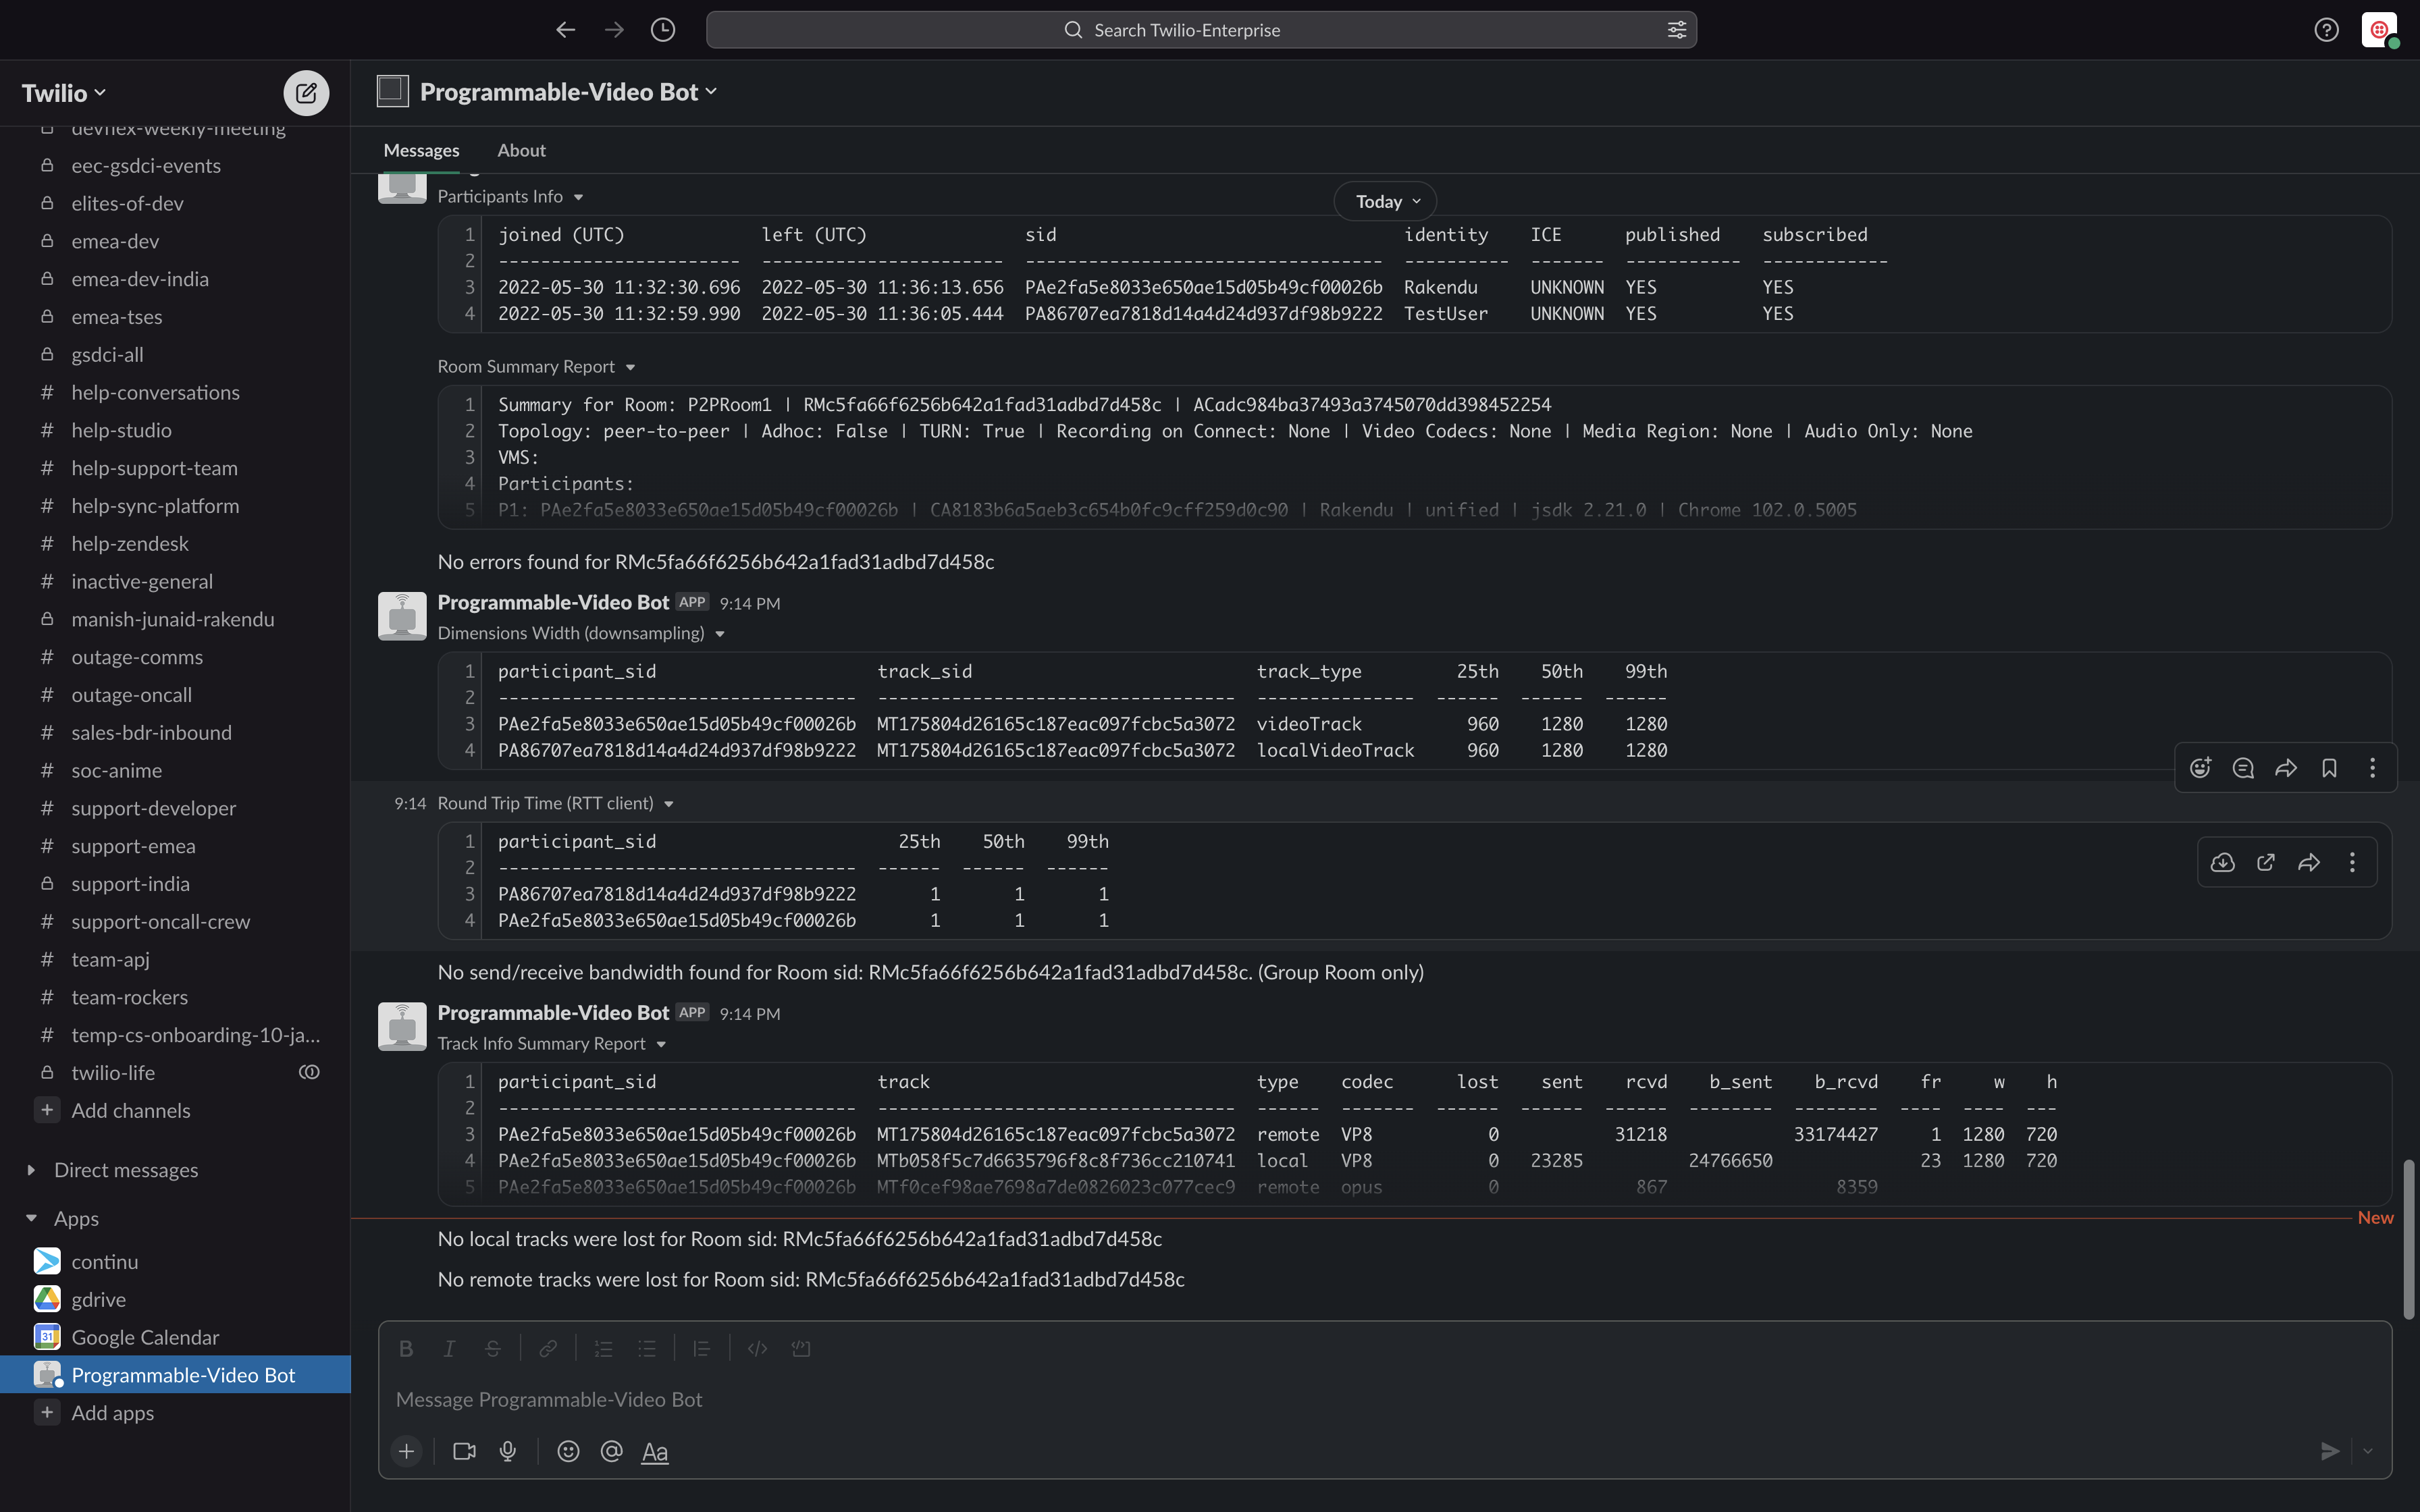 Search Twilio-Enterprise
Twilio
devflex-weekly-meeting
eec-gsdci-events
elites-of-dev
emea-dev
emea-dev-india
emea-tses
gsdci-all
help-conversations
help-studio
help-support-team
help-sync-platform
help-zendesk
inactive-general
manish-junaid-rakendu
outage-comms
outage-oncall
sales-bdr-inbound
soc-anime
support-developer
support-emea
support-india
support-oncall-crew
team-apj
team-rockers
temp-cs-onboarding-10-ja...
twilio-life
Add channels
Direct messages
Apps
continu
gdrive
31 Google Calendar
Programmable-Video Bot
Add apps
Programmable-Video Bot
Messages About
Participants Info
Today
1 joined (UTC) left (UTC) sid identity ICE published subscribed
2 ----------------------- ----------------------- ---------------------------------- ---------- ------- ----------- ------------
3 2022-05-30 11:32:30.696 2022-05-30 11:36:13.656 PAe2fa5e8033e650ae15d05b49cf00026b Rakendu UNKNOWN YES YES
4 2022-05-30 11:32:59.990 2022-05-30 11:36:05.444 PA86707ea7818d14a4d24d937df98b9222 TestUser UNKNOWN YES YES
Room Summary Report
1 Summary for Room: P2PRoom1 | RMc5fa66f6256b642a1fad31adbd7d458c | ACadc984ba37493a3745070dd398452254
2 Topology: peer-to-peer | Adhoc: False | TURN: True | Recording on Connect: None | Video Codecs: None | Media Region: None | Audio Only: None
3 VMS:
4 Participants:
5 P1: PAe2fa5e8033e650ae15d05b49cf00026b | CA8183b6a5aeb3c654b0fc9cff259d0c90 | Rakendu | unified | jsdk 2.21.0 | Chrome 102.0.5005
No errors found for RMc5fa66f6256b642a1fad31adbd7d458c
Programmable-Video Bot APP 9:14 PM
Dimensions Width (downsampling)
1 participant_sid track_sid track_type 25th 50th 99th
2 ---------------------------------- ---------------------------------- --------------- ------ ------ ------
3 PAe2fa5e8033e650ae15d05b49cf00026b MT175804d26165c187eac097fcbc5a3072 videoTrack 960 1280 1280
4 PA86707ea7818d14a4d24d937df98b9222 MT175804d26165c187eac097fcbc5a3072 localVideoTrack 960 1280 1280
9:14 Round Trip Time (RTT client)
1 participant_sid 25th 50th 99th
2 ---------------------------------- ------ ------ ------
3 PA86707ea7818d14a4d24d937df98b9222 1 1 1
4 PAe2fa5e8033e650ae15d05b49cf00026b 1 1 1
No send/receive bandwidth found for Room sid: RMc5fa66f6256b642a1fad31adbd7d458c. (Group Room only)
Programmable-Video Bot APP 9:14 PM
Track Info Summary Report
1 participant_sid track type codec lost sent rcvd b_sent b_rcvd fr w h
2 ---------------------------------- ---------------------------------- ------ ------- ------ ------ ------ -------- -------- ---- ---- ---
3 PAe2fa5e8033e650ae15d05b49cf00026b MT175804d26165c187eac097fcbc5a3072 remote VP8 0 31218 33174427 1 1280 720
4 PAe2fa5e8033e650ae15d05b49cf00026b MTb058f5c7d6635796f8c8f736cc210741 local VP8 0 23285 24766650 23 1280 720
5 PAe2fa5e8033e650ae15d05b49cf00026b MTf0cef98ae7698a7de0826023c077cec9 remote opus 0 867 8359
New
No local tracks were lost for Room sid: RMc5fa66f6256b642a1fad31adbd7d458c
No remote tracks were lost for Room sid: RMc5fa66f6256b642a1fad31adbd7d458c
Message Programmable-Video Bot
Aa